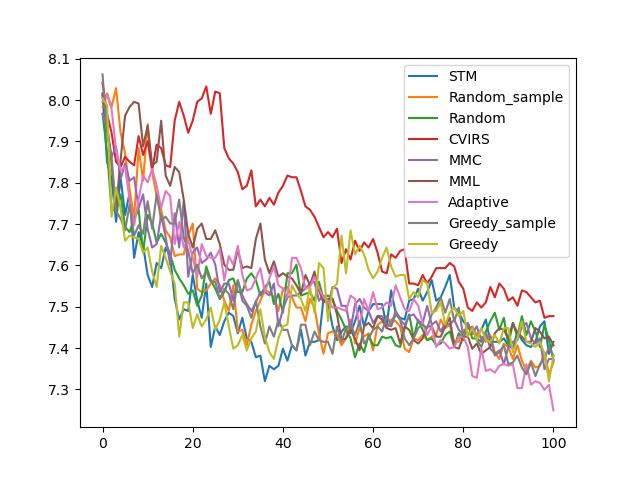 8.1
8.0
7.9
7.8
7.7
7.6
7.5
7.4
7.3
0
20
40
60
80
100
STM
Random_sample
Random
CVIRS
MMC
MML
Adaptive
Greedy_sample
Greedy